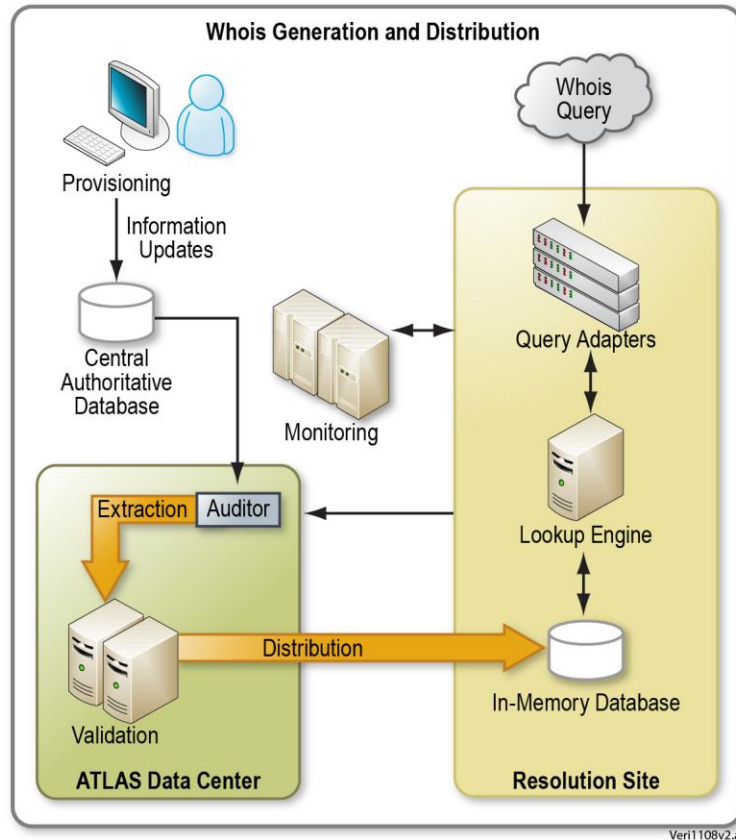 Whois Generation and Distribution
Whois
Query
Provisioning
Information
Updates
Central
Authoritative
Database
Monitoring
Query Adapters
Extraction
Auditor
Lookup Engine
Distribution
In-Memory Database
Validation
ATLAS Data Center
Resolution Site